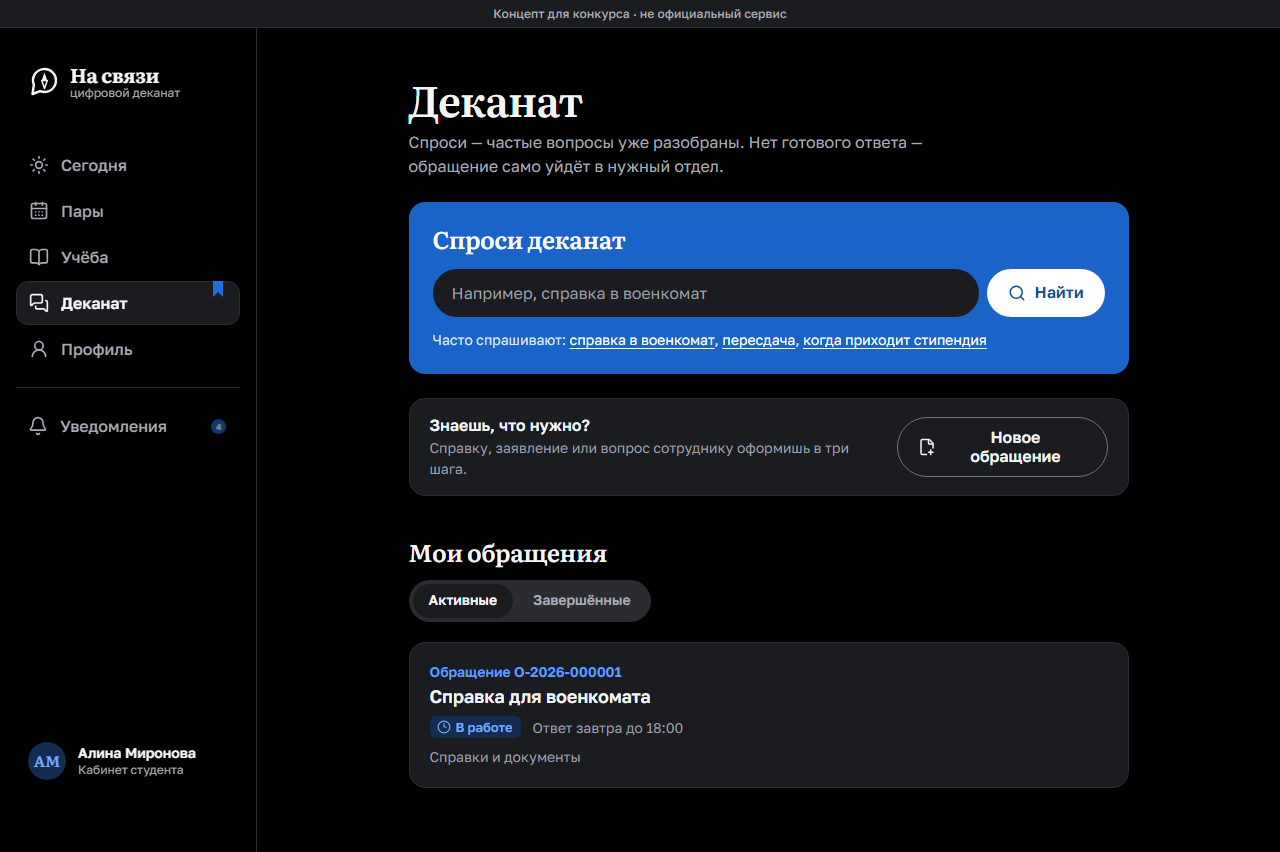 Концепт для конкурса · не официальный сервис
На связи
цифровой деканат
Сегодня
Пары
Учёба
Деканат
Профиль
Уведомления
4
АМ
Алина Миронова
Кабинет студента
Деканат
Спроси — частые вопросы уже разобраны. Нет готового ответа —
обращение само уйдёт в нужный отдел.
Спроси деканат
Например, справка в военкомат
Найти
Часто спрашивают: справка в военкомат, пересдача, когда приходит стипендия
Знаешь, что нужно?
Справку, заявление или вопрос сотруднику оформишь в три
шага.
Новое
обращение
Мои обращения
Активные
Завершённые
Обращение О-2026-000001
Справка для военкомата
В работе
Ответ завтра до 18:00
Справки и документы